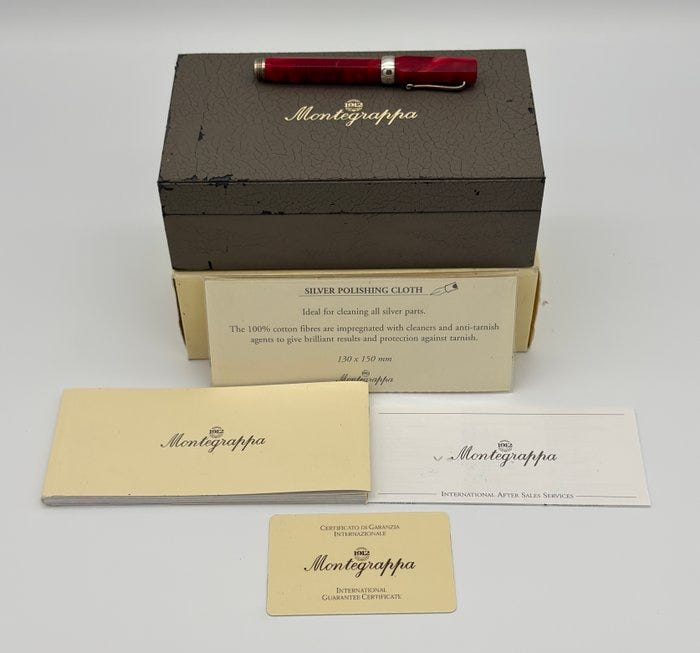 1912
Montegrappa
SILVER POLISHING CLOTH
Ideal for cleaning all silver parts.
The 100% cotton fibres are impregnated with cleaners and anti-tarnish
agents to give brilliant results and protection against tarnish.
130 x 150 mm
Montegrappa
1912
Montegrappa
1912
Montegrappa
INTERNATIONAL AFTER SALES SERVICES
CERTIFICATO DI GARANZIA
INTERNAZIONALE
1912
Montegrappa
INTERNATIONAL
GUARANTEE CERTIFICATE